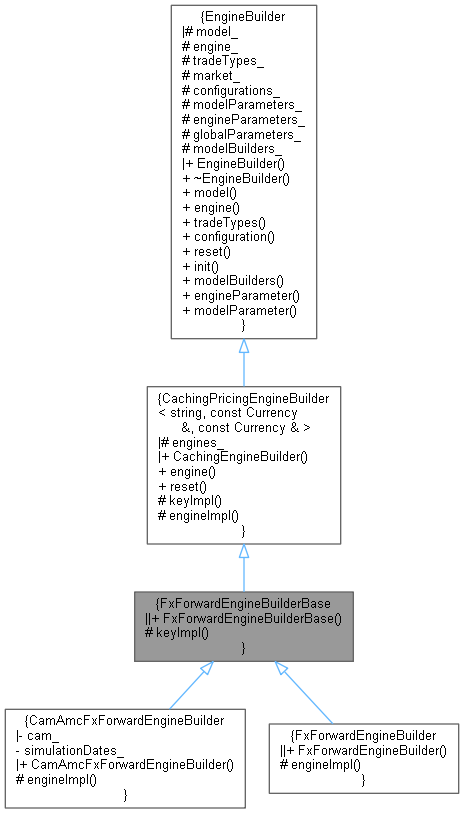 {EngineBuilder
|# model_
# engine_
# tradeTypes_
# market_
# configurations_
# modelParameters_
# engineParameters_
# globalParameters_
# modelBuilders_
|+ EngineBuilder()
+ ~EngineBuilder()
+ model()
+ engine()
+ tradeTypes()
+ configuration()
+ reset()
+ init()
+ modelBuilders()
+ engineParameter()
+ modelParameter()
}
{CachingPricingEngineBuilder
< string, const Currency
&, const Currency & >
|# engines_
|+ CachingEngineBuilder()
+ engine()
+ reset()
# keyImpl()
# engineImpl()
}
{FxForwardEngineBuilderBase
||+ FxForwardEngineBuilderBase()
# keyImpl()
}
{CamAmcFxForwardEngineBuilder
|- cam_
- simulationDates_
|+ CamAmcFxForwardEngineBuilder()
# engineImpl()
}
{FxForwardEngineBuilder
||+ FxForwardEngineBuilder()
# engineImpl()
}